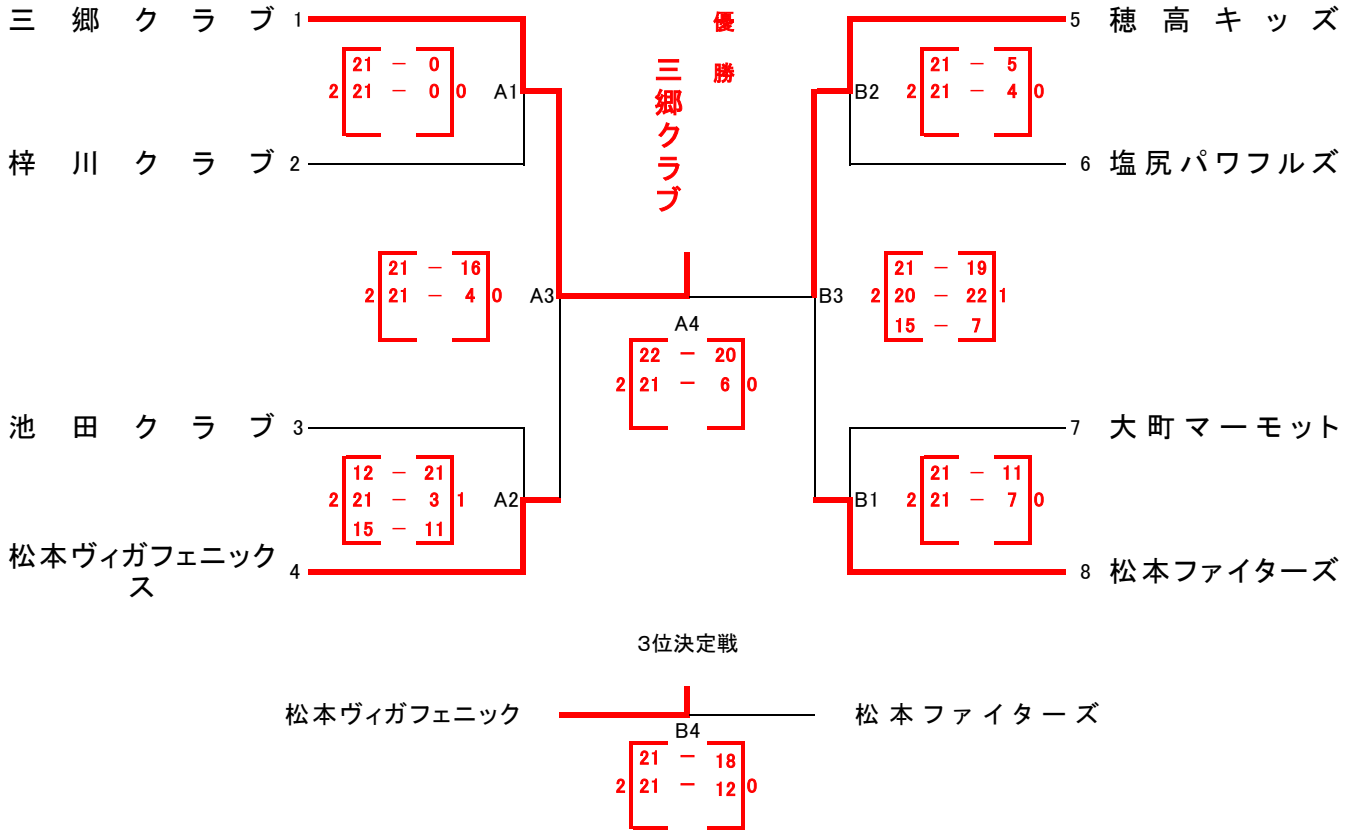 三郷クラブ 1
優勝
三郷クラブ
5 穂高キッズ
21 － 0
2 21 － 0 0
A1
B2
21 － 5
2 21 － 4 0
梓川クラブ 2
6 塩尻パワフルズ
21 － 16
2 21 － 4 0
A3
B3
21 － 19
2 20 － 22 1
15 － 7
A4
22 － 20
2 21 － 6 0
池田クラブ 3
7 大町マーモット
12 － 21
2 21 － 3 1
15 － 11
A2
B1
21 － 11
2 21 － 7 0
松本ヴィガフェニック
ス
4
8 松本ファイターズ
３位決定戦
松本ヴィガフェニック
松本ファイターズ
B4
21 － 18
2 21 － 12 0